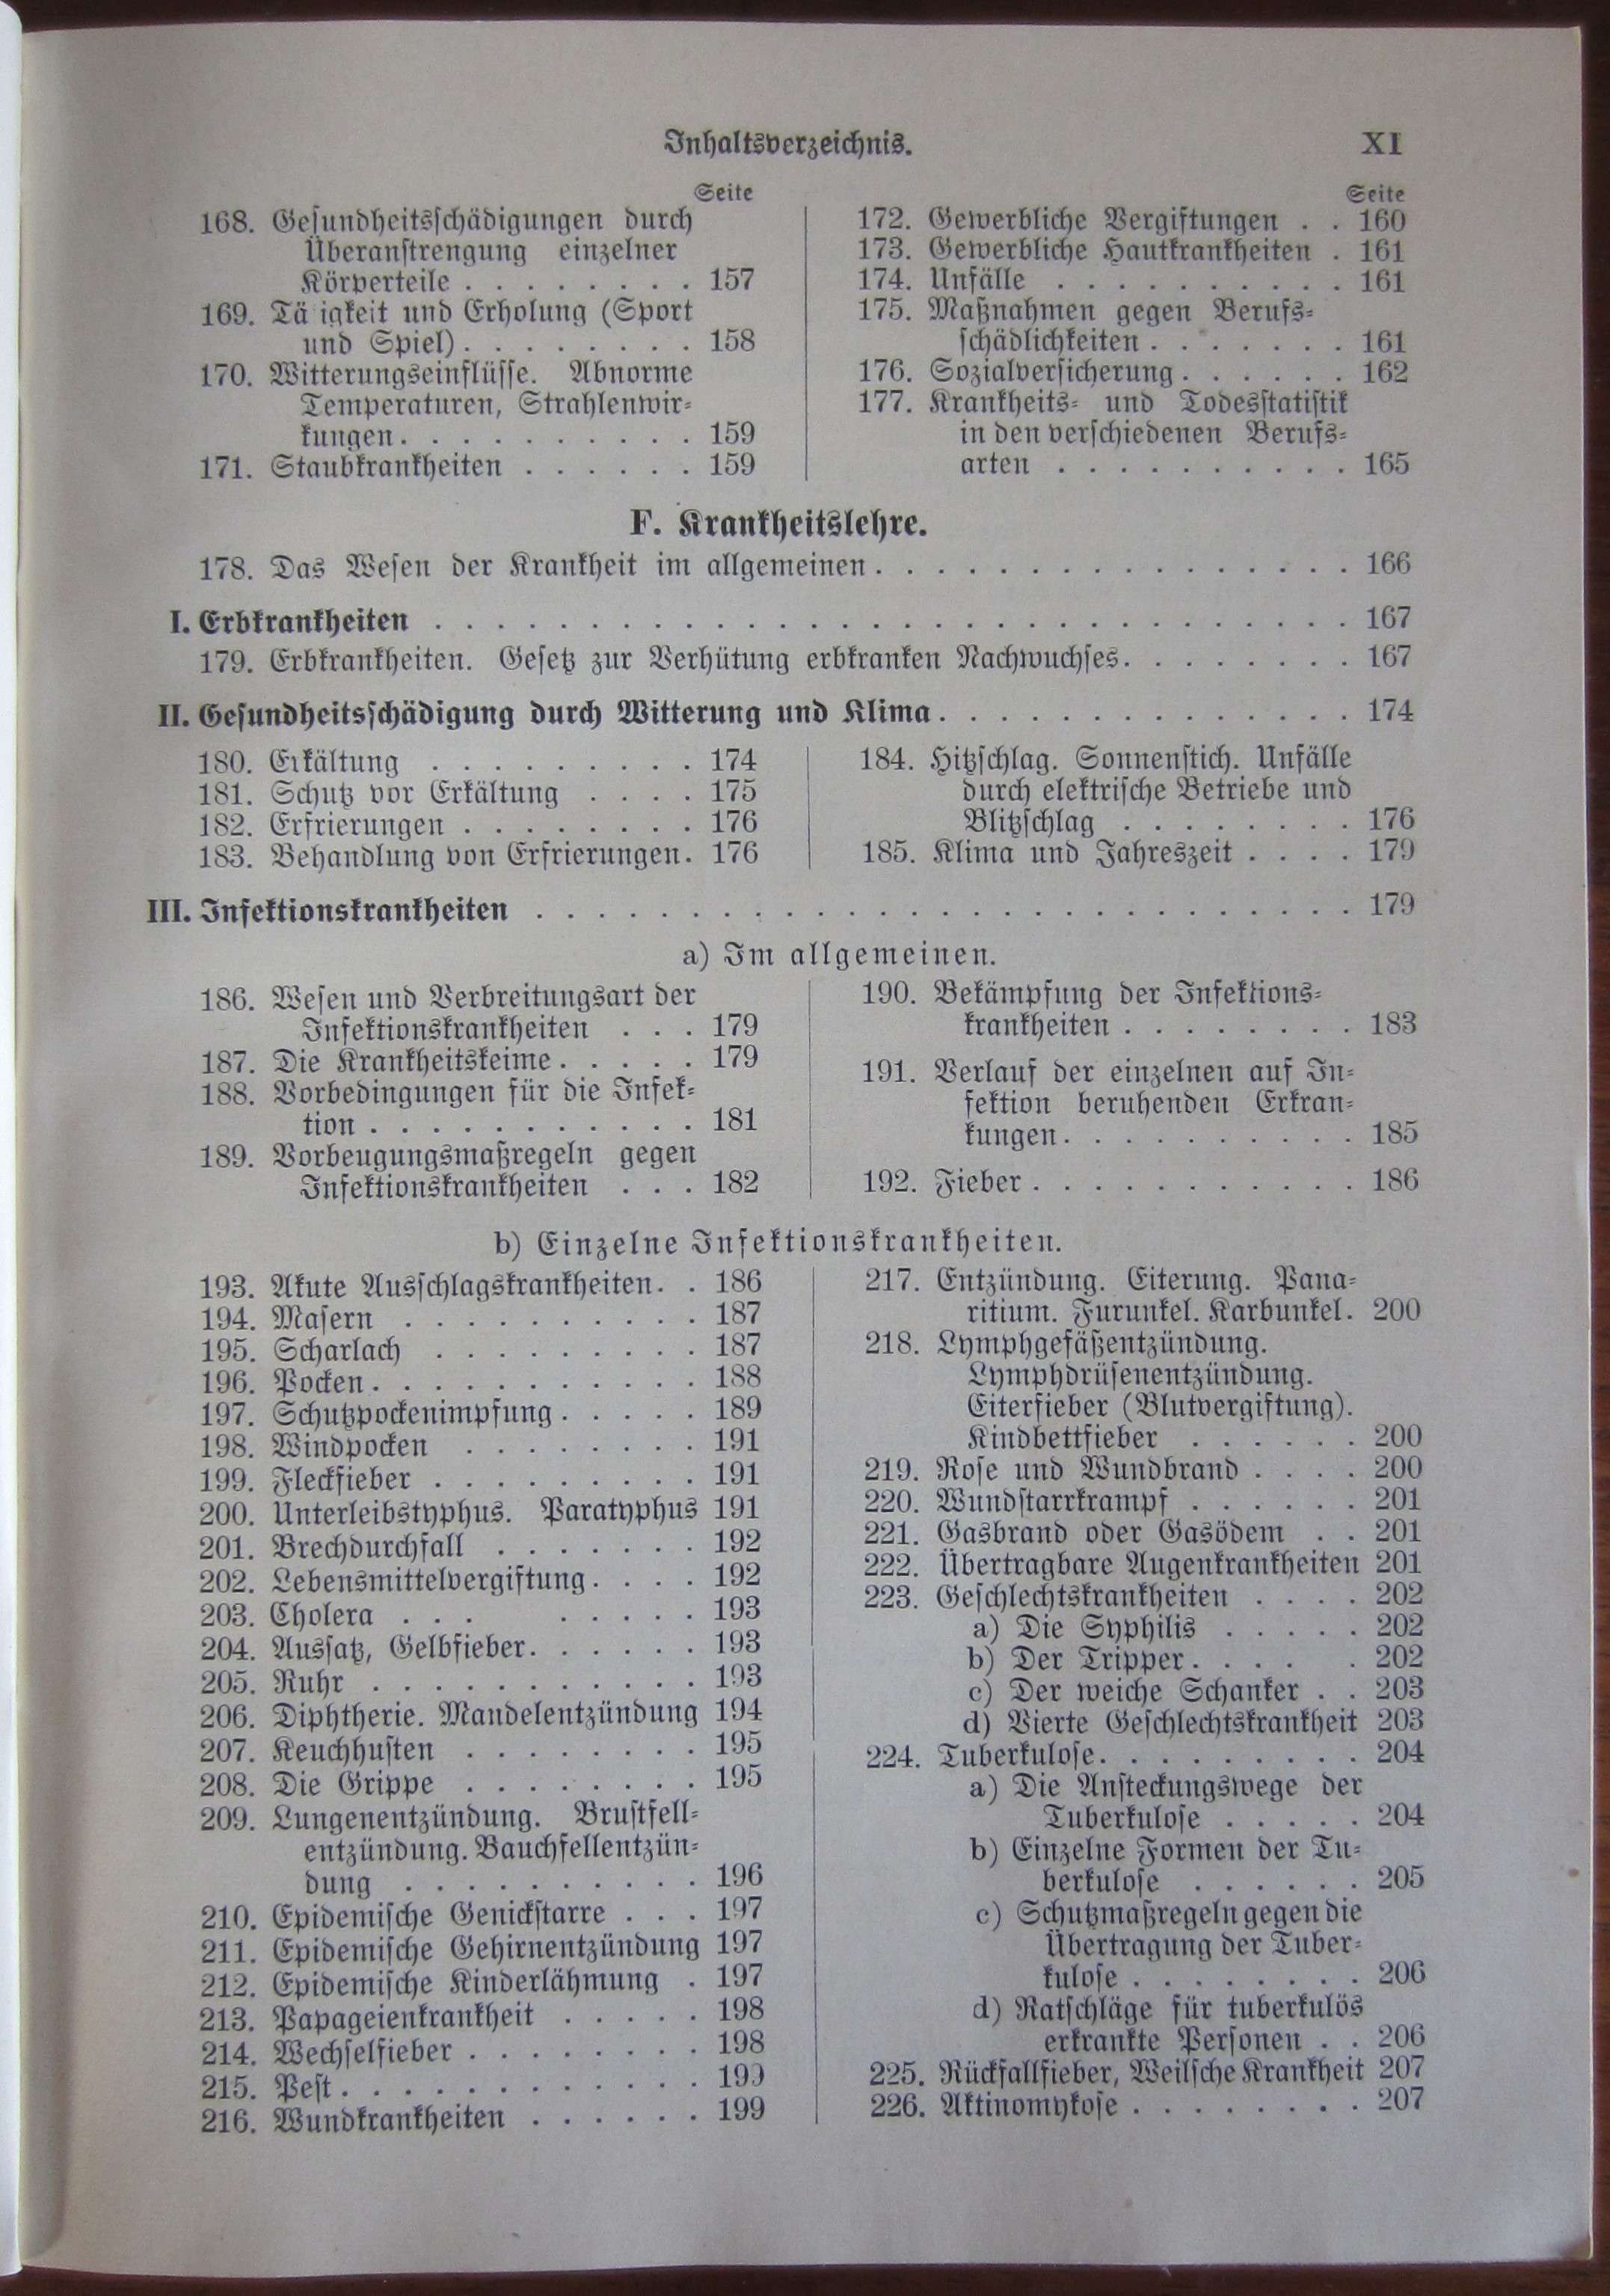 Inhaltsverzeichnis. XI
Seite
168. Gesundheitsschädigungen durch
Überanstrengung einzelner
Körperteile . . . . . . . . 157
169. Tä igkeit und Erholung (Sport
und Spiel) . . . . . . . . 158
170. Witterungseinflüsse. Abnorme
Temperaturen, Strahlenwir-
kungen . . . . . . . . . . 159
171. Staubkrankheiten . . . . . . 159
Seite
172. Gewerbliche Vergiftungen . . 160
173. Gewerbliche Hautkrankheiten . 161
174. Unfälle . . . . . . . . . . 161
175. Maßnahmen gegen Berufs-
schädlichkeiten . . . . . . . 161
176. Sozialversicherung . . . . . . 162
177. Krankheits- und Todesstatistik
in den verschiedenen Berufs-
arten . . . . . . . . . . 165
F. Krankheitslehre.
178. Das Wesen der Krankheit im allgemeinen . . . . . . . . . . . . . . . . 166
I. Erbkrankheiten . . . . . . . . . . . . . . . . . . . . . . . . . . . . . . 167
179. Erbkrankheiten. Gesetz zur Verhütung erbkranken Nachwuchses . . . . . . . . 167
II. Gesundheitsschädigung durch Witterung und Klima . . . . . . . . . . . . . . 174
180. Erkältung . . . . . . . . . 174
181. Schutz vor Erkältung . . . . 175
182. Erfrierungen . . . . . . . . 176
183. Behandlung von Erfrierungen . 176
184. Hitzschlag. Sonnenstich. Unfälle
durch elektrische Betriebe und
Blitzschlag . . . . . . . . 176
185. Klima und Jahreszeit . . . . 179
III. Infektionskrankheiten . . . . . . . . . . . . . . . . . . . . . . . . . . . 179
a) Im allgemeinen.
186. Wesen und Verbreitungsart der
Infektionskrankheiten . . . 179
187. Die Krankheitskeime . . . . . 179
188. Vorbedingungen für die Infek-
tion . . . . . . . . . . . 181
189. Vorbeugungsmaßregeln gegen
Infektionskrankheiten . . . 182
190. Bekämpfung der Infektions-
krankheiten . . . . . . . . 183
191. Verlauf der einzelnen auf In-
fektion beruhenden Erkran-
kungen . . . . . . . . . . 185
192. Fieber . . . . . . . . . . . 186
b) Einzelne Infektionskrankheiten.
193. Akute Ausschlagskrankheiten . . 186
194. Masern . . . . . . . . . . 187
195. Scharlach . . . . . . . . . 187
196. Pocken . . . . . . . . . . . 188
197. Schutzpockenimpfung . . . . . 189
198. Windpocken . . . . . . . . 191
199. Fleckfieber . . . . . . . . . 191
200. Unterleibstyphus. Paratyphus 191
201. Brechdurchfall . . . . . . . 192
202. Lebensmittelvergiftung . . . . 192
203. Cholera . . . . . . . . 193
204. Aussatz, Gelbfieber . . . . . . 193
205. Ruhr . . . . . . . . . . . 193
206. Diphtherie. Mandelentzündung 194
207. Keuchhusten . . . . . . . . 195
208. Die Grippe . . . . . . . . 195
209. Lungenentzündung. Brustfell-
entzündung. Bauchfellentzün-
dung . . . . . . . . . . 196
210. Epidemische Genickstarre . . . 197
211. Epidemische Gehirnentzündung 197
212. Epidemische Kinderlähmung . 197
213. Papageienkrankheit . . . . . 198
214. Wechselfieber . . . . . . . . 198
215. Pest . . . . . . . . . . . . 199
216. Wundkrankheiten . . . . . . 199
217. Entzündung. Eiterung. Pana-
ritium. Furunkel. Karbunkel. 200
218. Lymphgefäßentzündung.
Lymphdrüsenentzündung.
Eiterfieber (Blutvergiftung).
Kindbettfieber . . . . . . 200
219. Rose und Wundbrand . . . . 200
220. Wundstarrkrampf . . . . . . 201
221. Gasbrand oder Gasödem . . 201
222. Übertragbare Augenkrankheiten 201
223. Geschlechtskrankheiten . . . . 202
a) Die Syphilis . . . . . 202
b) Der Tripper . . . . . 202
c) Der weiche Schanker . . 203
d) Vierte Geschlechtskrankheit 203
224. Tuberkulose . . . . . . . . . 204
a) Die Ansteckungswege der
Tuberkulose . . . . . 204
b) Einzelne Formen der Tu-
berkulose . . . . . . 205
c) Schutzmaßregeln gegen die
Übertragung der Tuber-
kulose . . . . . . . . 206
d) Ratschläge für tuberkulös
erkrankte Personen . . 206
225. Rückfallfieber, Weilsche Krankheit 207
226. Aktinomykose . . . . . . . . 207